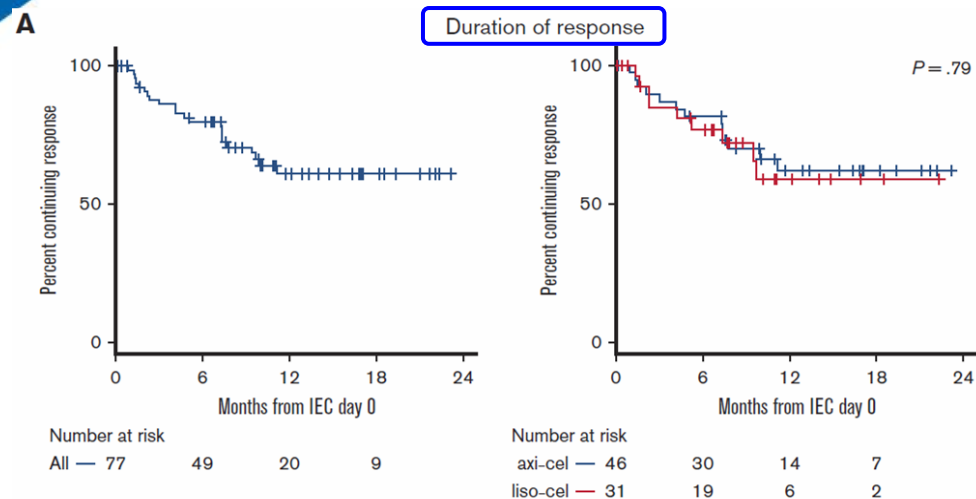 A
Duration of response
100
50
0
Percent continuing response
0 6 12 18 24
Months from IEC day 0
Number at risk
All 77 49 20 9
100
50
0
Percent continuing response
P = .79
0 6 12 18 24
Months from IEC day 0
Number at risk
axi-cel 46 30 14 7
liso-cel 31 19 6 2